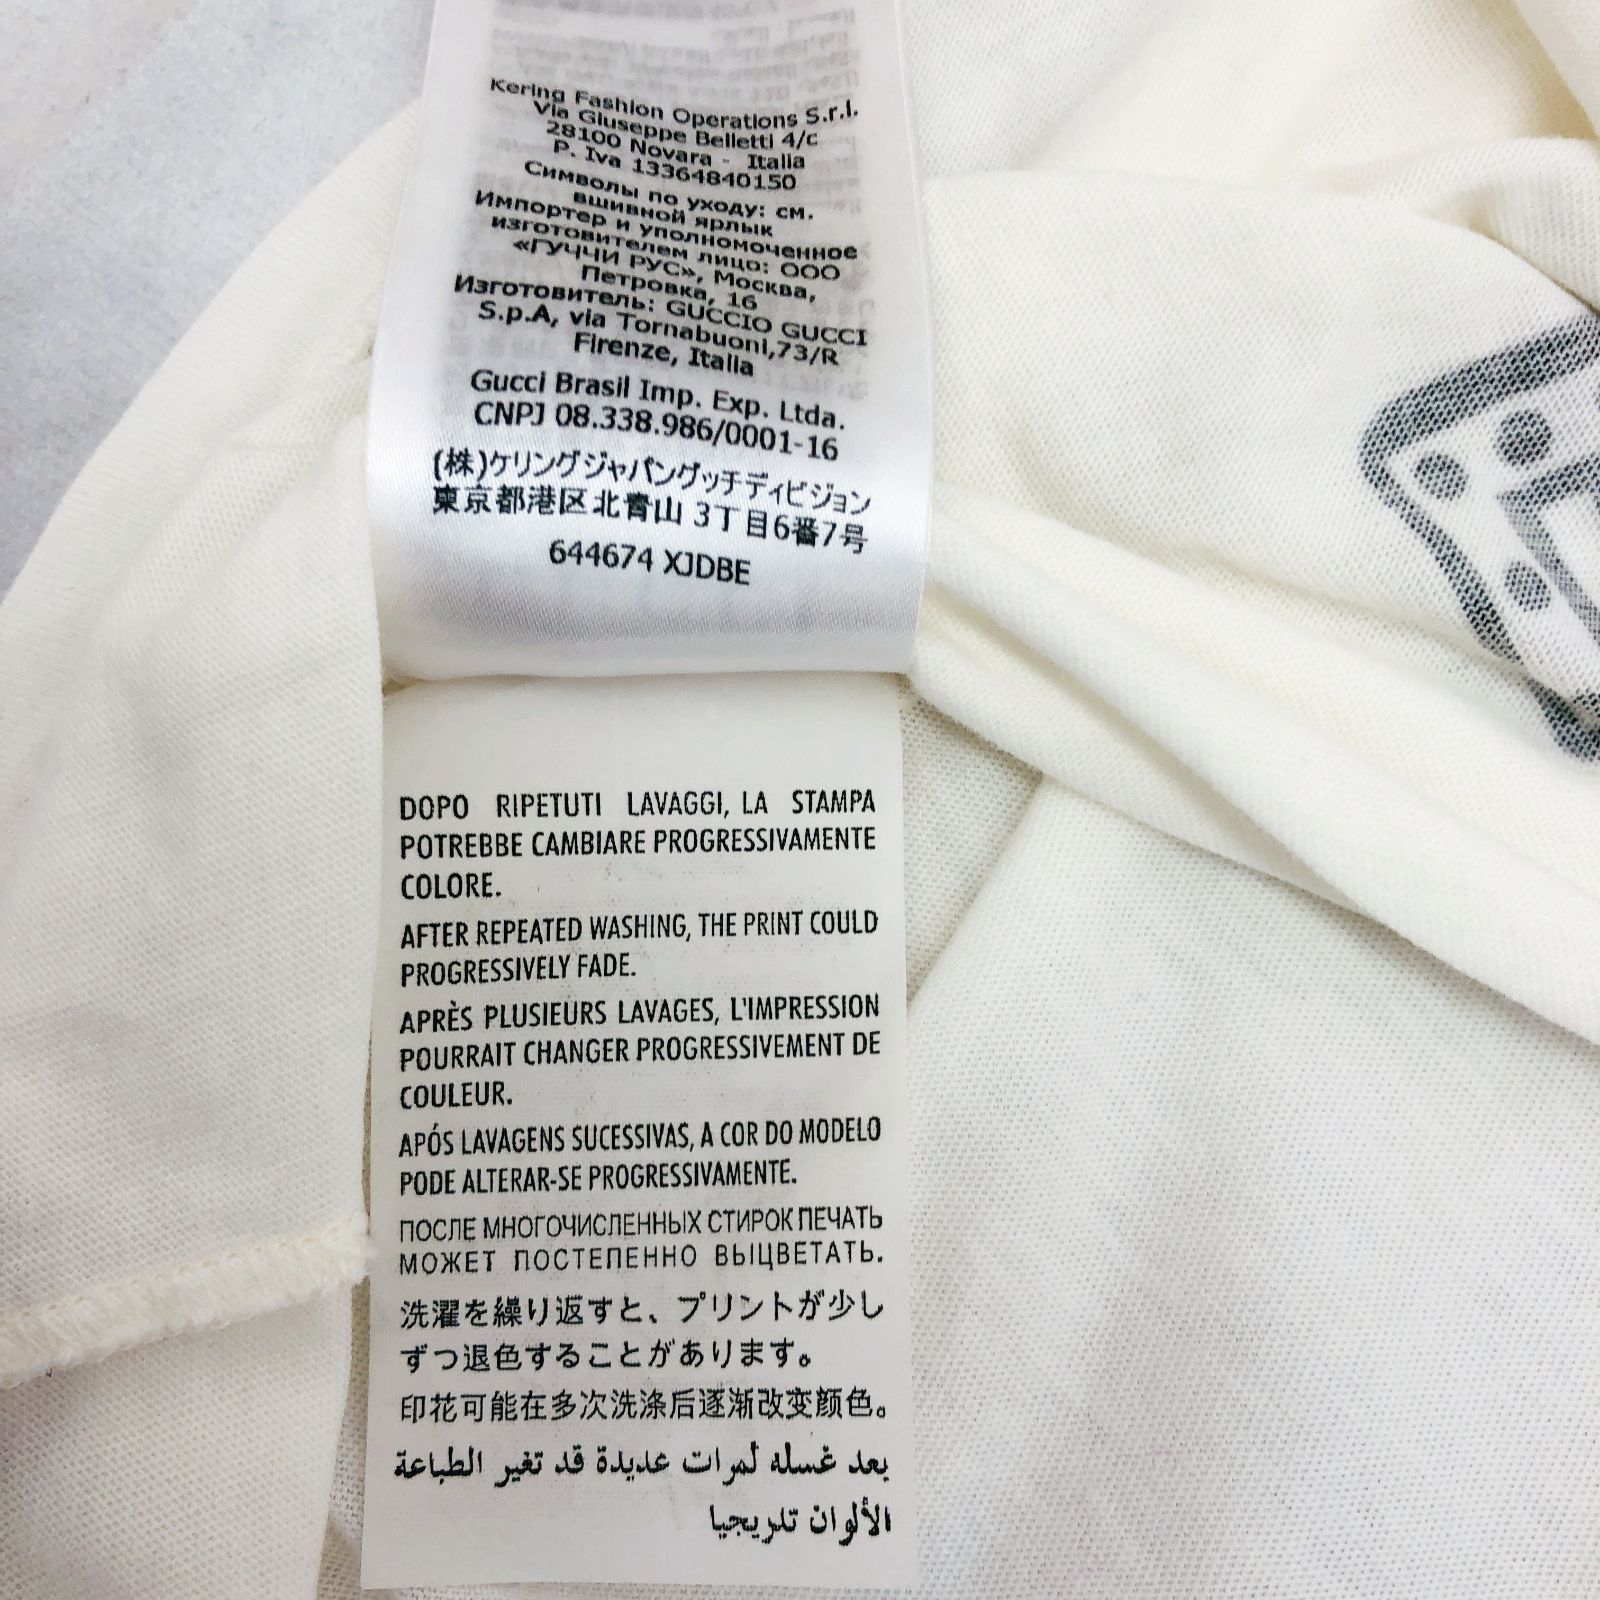 Kering Fashion Operations S.r.l.
Via Giuseppe Belletti 4/c
28100 Novara - Italia
P. Iva 13364840150
Символы по уходу: см.
вшивной ярлык
Импортер и уполномоченное
изготовителем лицо: ООО
«ГУЧЧИ РУС», Москва,
Петровка, 16
Изготовитель: GUCCIO GUCCI
S.p.A, via Tornabuoni,73/R
Firenze, Italia
Gucci Brasil Imp. Exp. Ltda.
CNPJ 08.338.986/0001-16
(株)ケリングジャパングッチディビジョン
東京都港区北青山 3丁目6番7号
644674 XJDBE
DOPO RIPETUTI LAVAGGI, LA STAMPA
POTREBBE CAMBIARE PROGRESSIVAMENTE
COLORE.
AFTER REPEATED WASHING, THE PRINT COULD
PROGRESSIVELY FADE.
APRÈS PLUSIEURS LAVAGES, L'IMPRESSION
POURRAIT CHANGER PROGRESSIVEMENT DE
COULEUR.
APÓS LAVAGENS SUCESSIVAS, A COR DO MODELO
PODE ALTERAR-SE PROGRESSIVAMENTE.
ПОСЛЕ МНОГОЧИСЛЕННЫХ СТИРОК ПЕЧАТЬ
МОЖЕТ ПОСТЕПЕННО ВЫЦВЕТАТЬ.
洗濯を繰り返すと、プリントが少し
ずつ退色することがあります。
印花可能在多次洗涤后逐渐改变颜色。
بعد غسله لمرات عديدة قد تغير الطباعة
الألوان تدريجيا